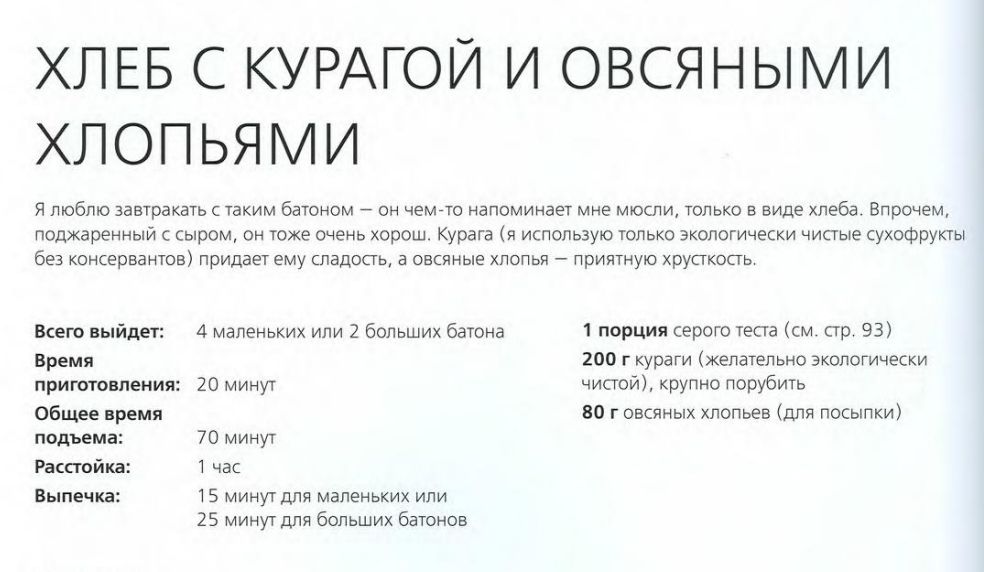 ХЛЕБ С КУРАГОЙ И ОВСЯНЫМИ
ХЛОПЬЯМИ
Я люблю завтракать с таким батоном — он чем-то напоминает мне мюсли, только в виде хлеба. Впрочем,
поджаренный с сыром, он тоже очень хорош. Курага (я использую только экологически чистые сухофрукты
без консервантов) придает ему сладость, а овсяные хлопья — приятную хрусткость.
Всего выйдет: 4 маленьких или 2 больших батона
Время
приготовления: 20 минут
Общее время
подъема: 70 минут
Расстойка: 1 час
Выпечка: 15 минут для маленьких или
25 минут для больших батонов
1 порция серого теста (см. стр. 93)
200 г кураги (желательно экологически
чистой), крупно порубить
80 г овсяных хлопьев (для посыпки)